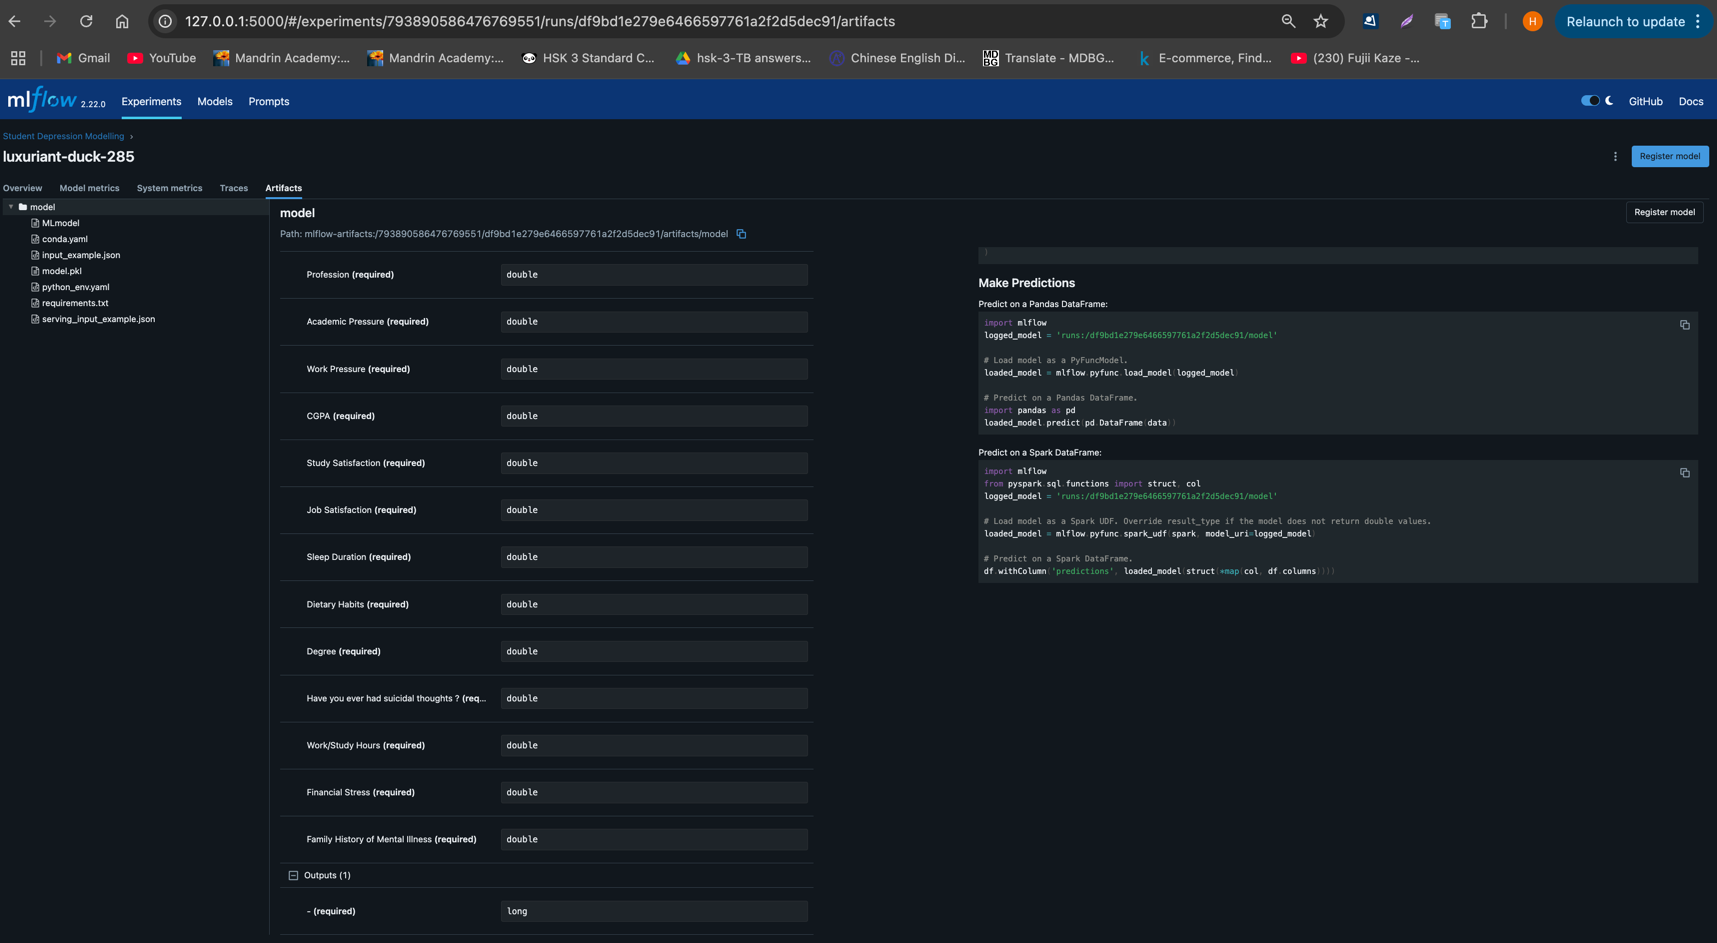 127.0.0.1:5000/#/experiments/793890586476769551/runs/df9bd1e279e6466597761a2f2d5dec91/artifacts
H
Relaunch to update
Gmail
YouTube
Mandrin Academy:...
Mandrin Academy:...
HSK 3 Standard C...
hsk-3-TB answers...
Chinese English Di...
MD BG
Translate - MDBG...
k
E-commerce, Find...
(230) Fujii Kaze -...
mlflow 2.22.0
Experiments
Models
Prompts
GitHub
Docs
Student Depression Modelling ›
luxuriant-duck-285
Register model
Overview
Model metrics
System metrics
Traces
Artifacts
model
MLmodel
conda.yaml
input_example.json
model.pkl
python_env.yaml
requirements.txt
serving_input_example.json
model
Register model
Path: mlflow-artifacts:/793890586476769551/df9bd1e279e6466597761a2f2d5dec91/artifacts/model
Profession (required) double
Academic Pressure (required) double
Work Pressure (required) double
CGPA (required) double
Study Satisfaction (required) double
Job Satisfaction (required) double
Sleep Duration (required) double
Dietary Habits (required) double
Degree (required) double
Have you ever had suicidal thoughts ? (req... double
Work/Study Hours (required) double
Financial Stress (required) double
Family History of Mental Illness (required) double
Outputs (1)
- (required) long
)
Make Predictions
Predict on a Pandas DataFrame:
import mlflow
logged_model = 'runs:/df9bd1e279e6466597761a2f2d5dec91/model'
# Load model as a PyFuncModel.
loaded_model = mlflow.pyfunc.load_model(logged_model)
# Predict on a Pandas DataFrame.
import pandas as pd
loaded_model.predict(pd.DataFrame(data))
Predict on a Spark DataFrame:
import mlflow
from pyspark.sql.functions import struct, col
logged_model = 'runs:/df9bd1e279e6466597761a2f2d5dec91/model'
# Load model as a Spark UDF. Override result_type if the model does not return double values.
loaded_model = mlflow.pyfunc.spark_udf(spark, model_uri=logged_model)
# Predict on a Spark DataFrame.
df.withColumn('predictions', loaded_model(struct(*map(col, df.columns))))